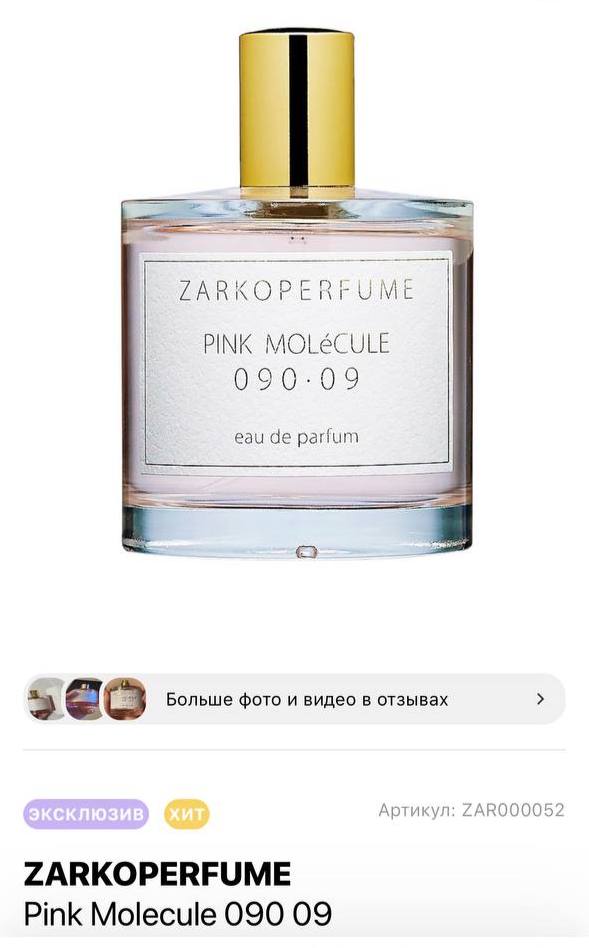 ZARKOPERFUME
PINK MOLéCULE
090·09
eau de parfum
Больше фото и видео в отзывах
ЭКСКЛЮЗИВ
ХИТ
Артикул: ZAR000052
ZARKOPERFUME
Pink Molecule 090 09